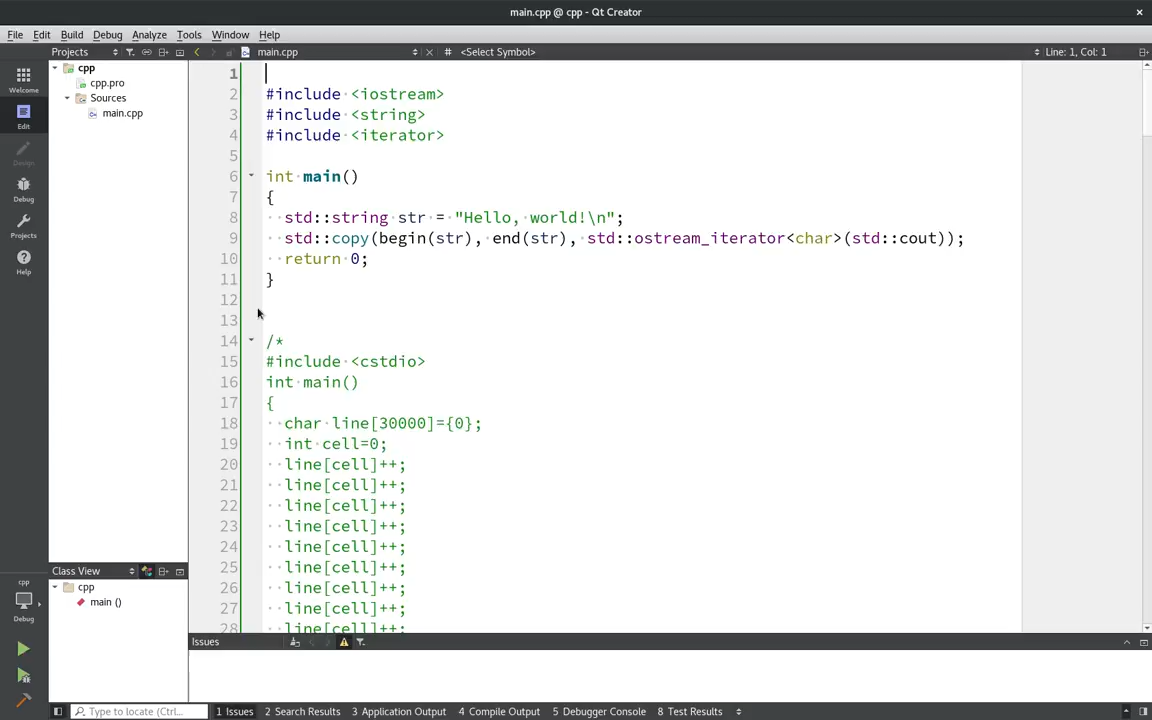 main.cpp @ cpp - Qt Creator
File Edit Build Debug Analyze Tools Window Help
Projects main.cpp # <Select Symbol> Line: 1, Col: 1
Welcome
Edit
Design
Debug
Projects
Help
cpp
Debug
cpp
cpp.pro
Sources
main.cpp
Class View
cpp
main ()
1
2 #include <iostream>
3 #include <string>
4 #include <iterator>
5
6 int main()
7 {
8 std::string str = "Hello, world!\n";
9 std::copy(begin(str), end(str), std::ostream_iterator<char>(std::cout));
10 return 0;
11 }
12
13
14 /*
15 #include <cstdio>
16 int main()
17 {
18 char line[30000]={0};
19 int cell=0;
20 line[cell]++;
21 line[cell]++;
22 line[cell]++;
23 line[cell]++;
24 line[cell]++;
25 line[cell]++;
26 line[cell]++;
27 line[cell]++;
28 line[cell]++;
Issues
Type to locate (Ctrl... 1 Issues 2 Search Results 3 Application Output 4 Compile Output 5 Debugger Console 8 Test Results